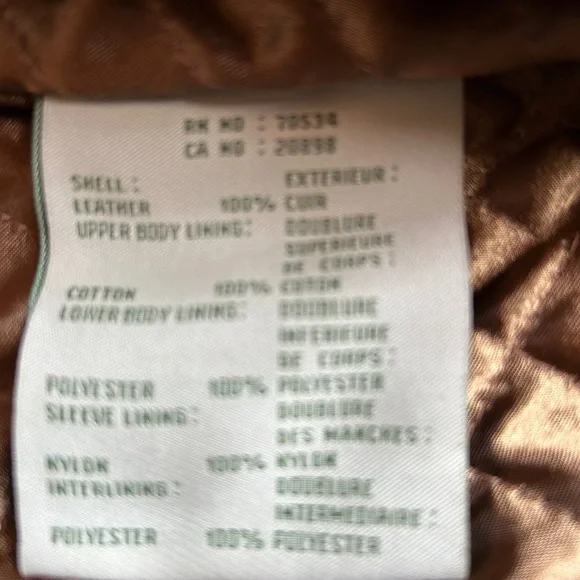 RN NO : 70534
CA NO : 20898
SHELL: EXTERIEUR:
LEATHER 100% CUIR
UPPER BODY LINING: DOUBLURE
SUPERIEURE
DE CORPS:
COTTON 100% COTON
LOWER BODY LINING: DOUBLURE
INFERIEURE
DE CORPS:
POLYESTER 100% POLYESTER
SLEEVE LINING: DOUBLURE
DES MANCHES:
NYLON 100% NYLON
INTERLINING: DOUBLURE
INTERMEDIAIRE:
POLYESTER 100% POLYESTER